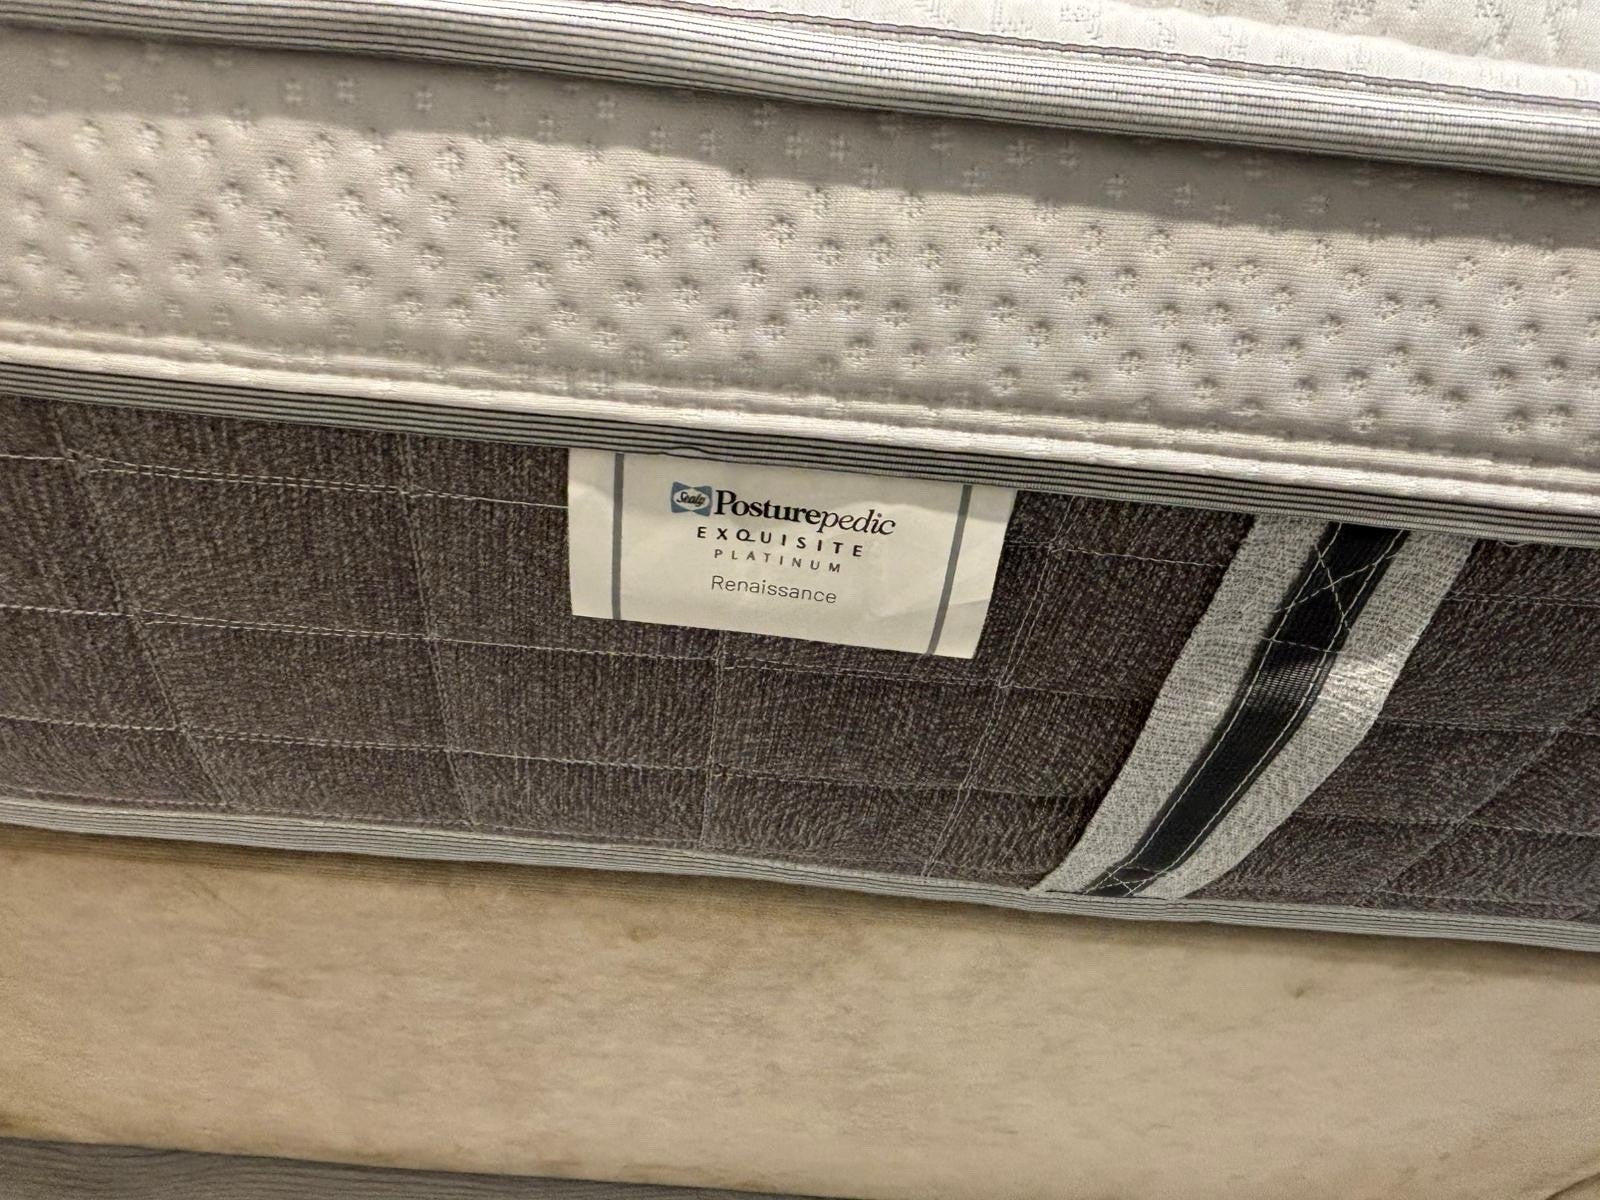 Sealy Posturepedic
EXQUISITE
PLATINUM
Renaissance